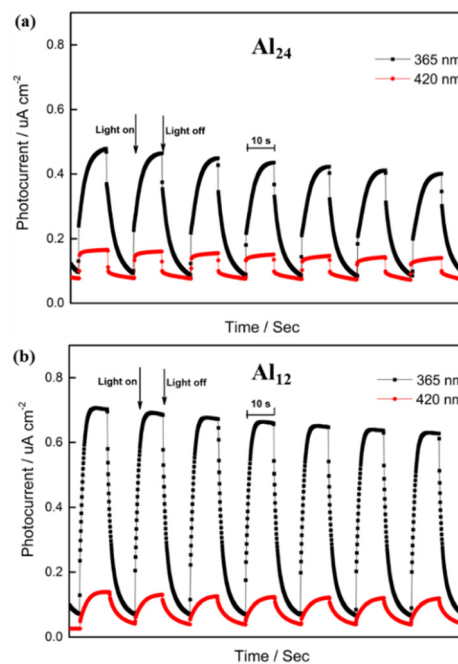 (a)
Al24
365 nm
420 nm
Light on
Light off
10 s
0.8
0.6
0.4
0.2
0.0
Photocurrent / uA cm-2
Time / Sec
(b)
Al12
365 nm
420 nm
Light on
Light off
10 s
0.8
0.6
0.4
0.2
0.0
Photocurrent / uA cm-2
Time / Sec